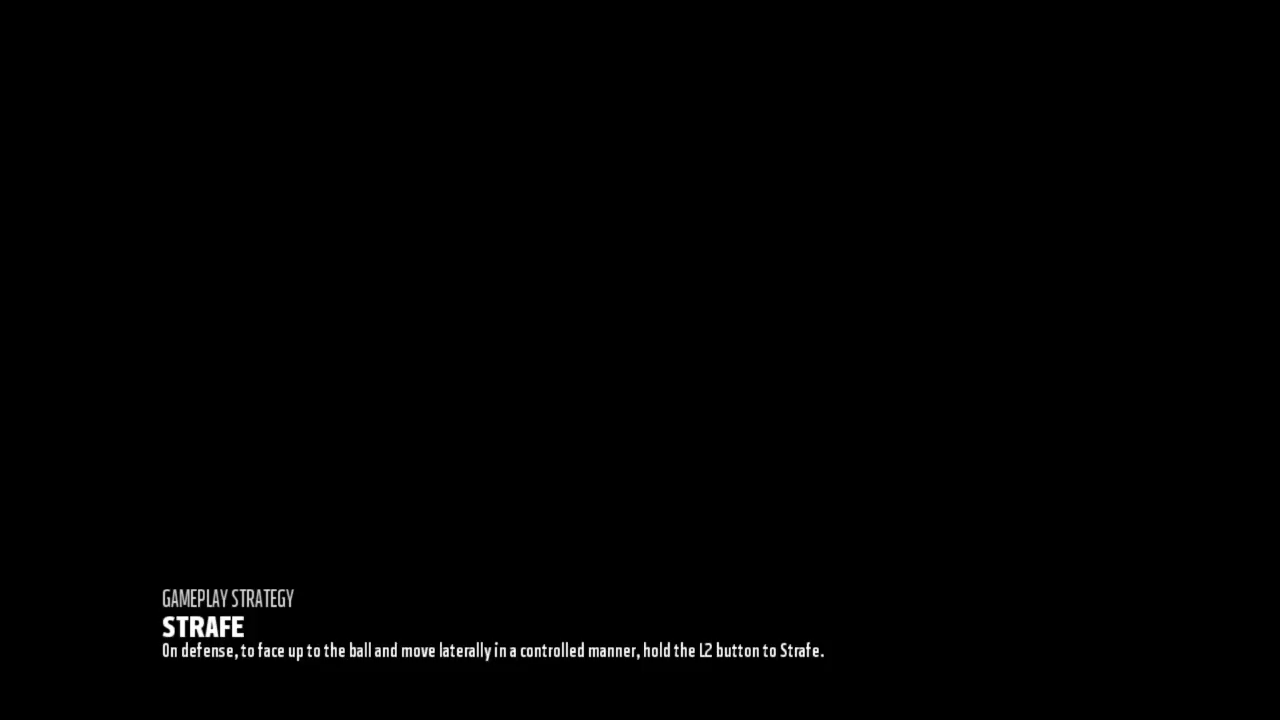 GAMEPLAY STRATEGY
STRAFE
On defense, to face up to the ball and move laterally in a controlled manner, hold the L2 button to Strafe.